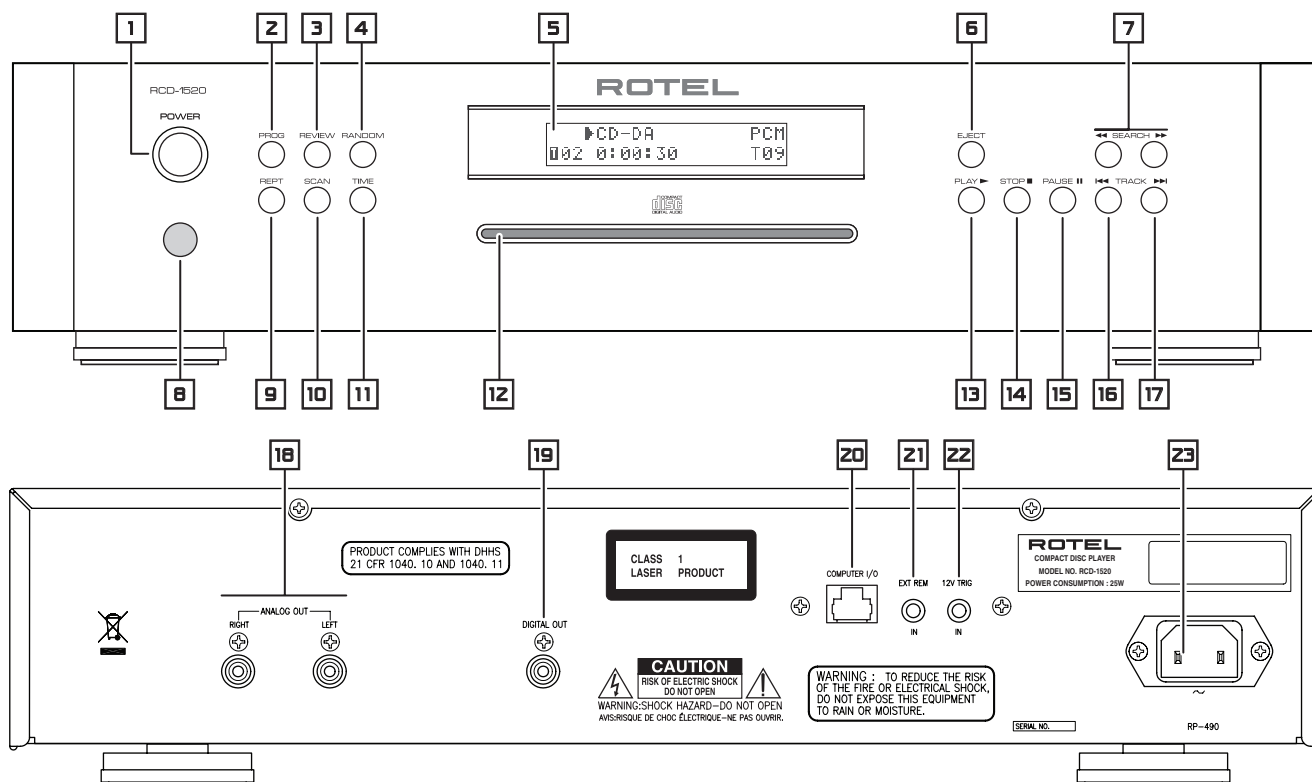 1 2 3 4 5 6 7
RCD-1520
POWER
PROG REVIEW RANDOM
REPT SCAN TIME
ROTEL
▶CD-DA PCM
T02 0:00:30 T09
COMPACT
disc
DIGITAL AUDIO
EJECT ◀◀ SEARCH ▶▶
PLAY ▶ STOP ■ PAUSE ⏸ |◀◀ TRACK ▶▶|
8 9 10 11 12 13 14 15 16 17
18 19 20 21 22 23
PRODUCT COMPLIES WITH DHHS
21 CFR 1040. 10 AND 1040. 11
ANALOG OUT
RIGHT LEFT
DIGITAL OUT
CLASS 1
LASER PRODUCT
CAUTION
RISK OF ELECTRIC SHOCK
DO NOT OPEN
WARNING:SHOCK HAZARD-DO NOT OPEN
AVIS:RISQUE DE CHOC ÉLECTRIQUE-NE PAS OUVRIR.
COMPUTER I/O
EXT REM
IN
12V TRIG
IN
WARNING : TO REDUCE THE RISK
OF THE FIRE OR ELECTRICAL SHOCK,
DO NOT EXPOSE THIS EQUIPMENT
TO RAIN OR MOISTURE.
ROTEL
COMPACT DISC PLAYER
MODEL NO. RCD-1520
POWER CONSUMPTION : 25W
~
SERIAL NO.
RP-490